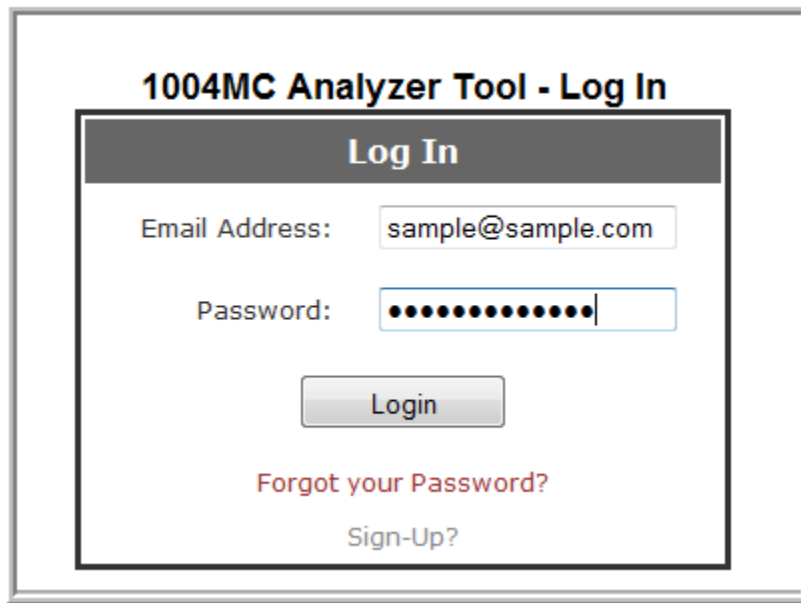 1004MC Analyzer Tool - Log In
Log In
Email Address: sample@sample.com
Password: •••••••••••••
Login
Forgot your Password?
Sign-Up?